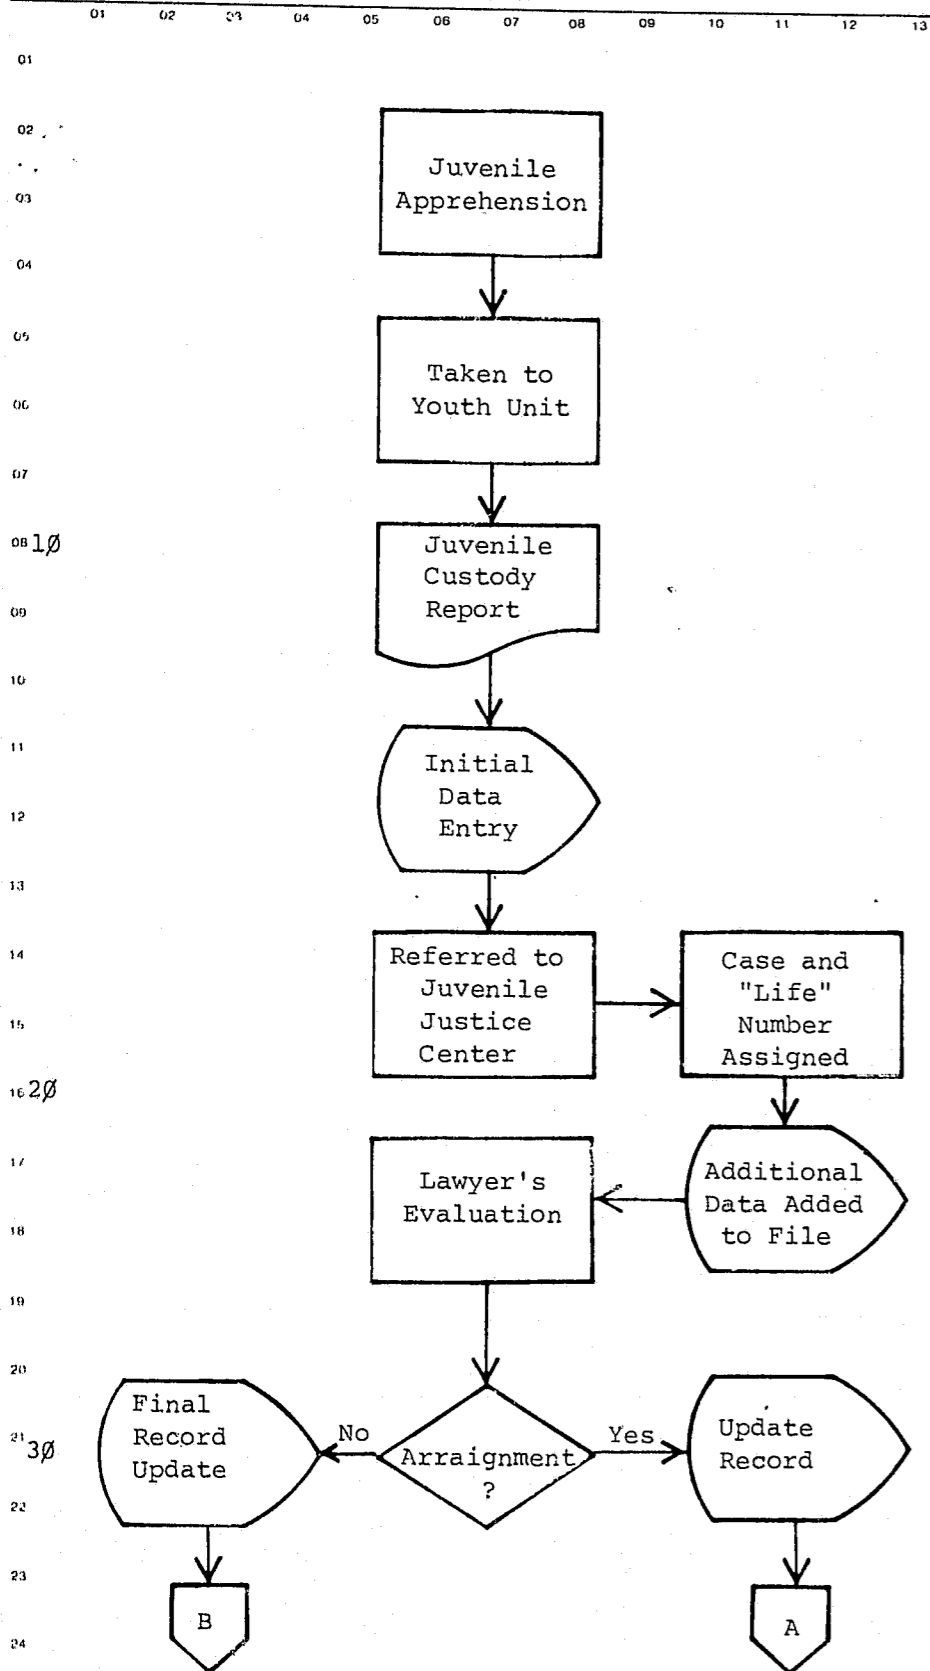 01 02 03 04 05 06 07 08 09 10 11 12 13
01
02
Juvenile
Apprehension
03
04
05
Taken to
Youth Unit
06
07
08 1Ø
Juvenile
Custody
Report
09
10
11
Initial
Data
Entry
12
13
14
Referred to
Juvenile
Justice
Center
Case and
"Life"
Number
Assigned
15
16 2Ø
17
Lawyer's
Evaluation
Additional
Data Added
to File
18
19
20
Final
Record
Update
No
Arraignment
?
Yes
Update
Record
21 3Ø
22
23
B
A
24